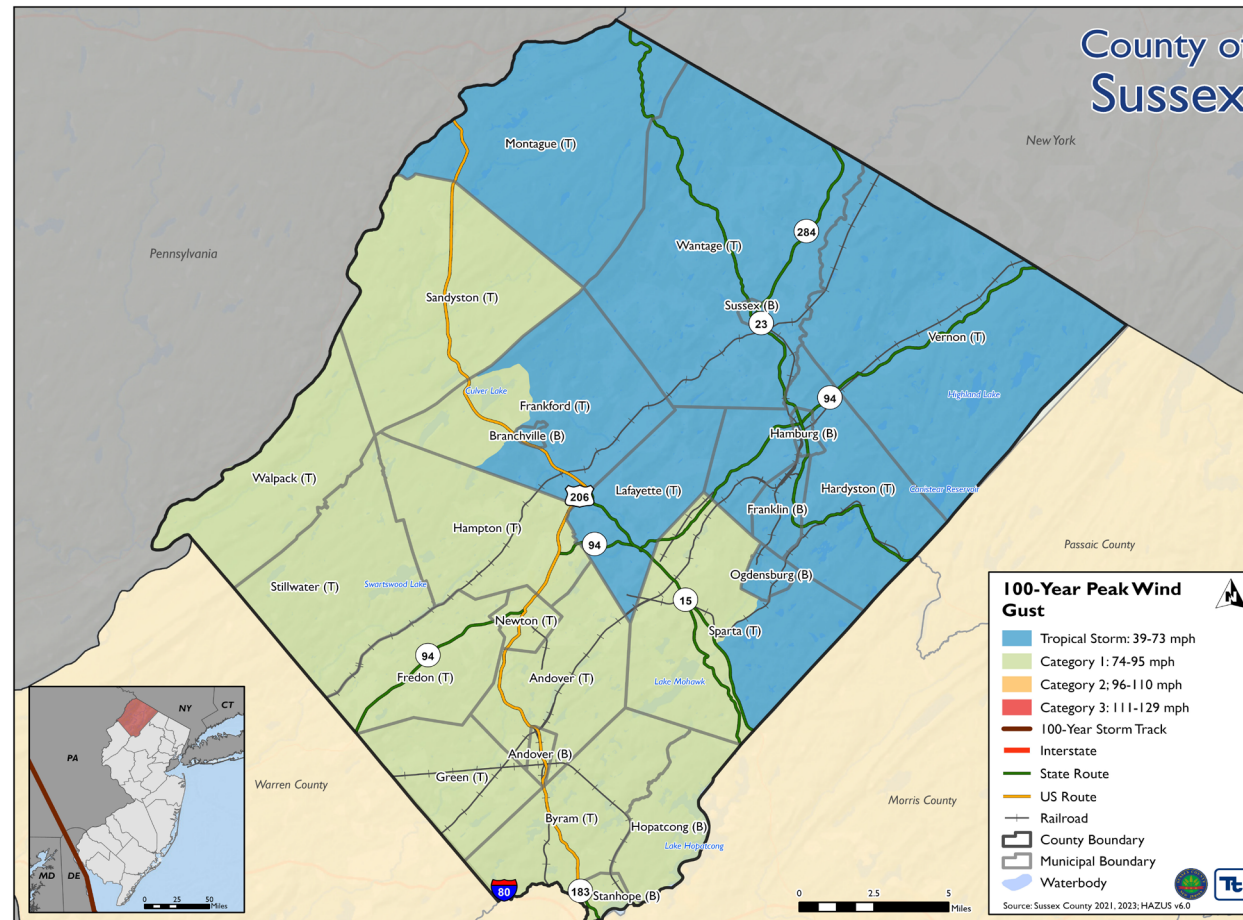 County of
Sussex
New York
Montague (T)
Pennsylvania
284
Wantage (T)
Sandyston (T)
Sussex (B)
23
Vernon (T)
Culver Lake
Highland Lake
94
Frankford (T)
Branchville (B)
Hamburg (B)
Walpack (T)
206
Lafayette (T)
Hardyston (T)
Canistear Reservoir
Franklin (B)
Hampton (T)
94
Passaic County
Stillwater (T)
Swartswood Lake
Ogdensburg (B)
15
Newton (T)
Sparta (T)
94
Fredon (T)
Andover (T)
Lake Mohawk
Andover (B)
Green (T)
Warren County
Morris County
Byram (T)
Hopatcong (B)
Lake Hopatcong
80
183
Stanhope (B)
NY
CT
PA
MD
DE
0 25 50
Miles
0 2.5 5
Miles
100-Year Peak Wind
Gust
N
Tropical Storm: 39-73 mph
Category 1: 74-95 mph
Category 2; 96-110 mph
Category 3: 111-129 mph
100-Year Storm Track
Interstate
State Route
US Route
Railroad
County Boundary
Municipal Boundary
Waterbody
Source: Sussex County 2021, 2023; HAZUS v6.0
Tt